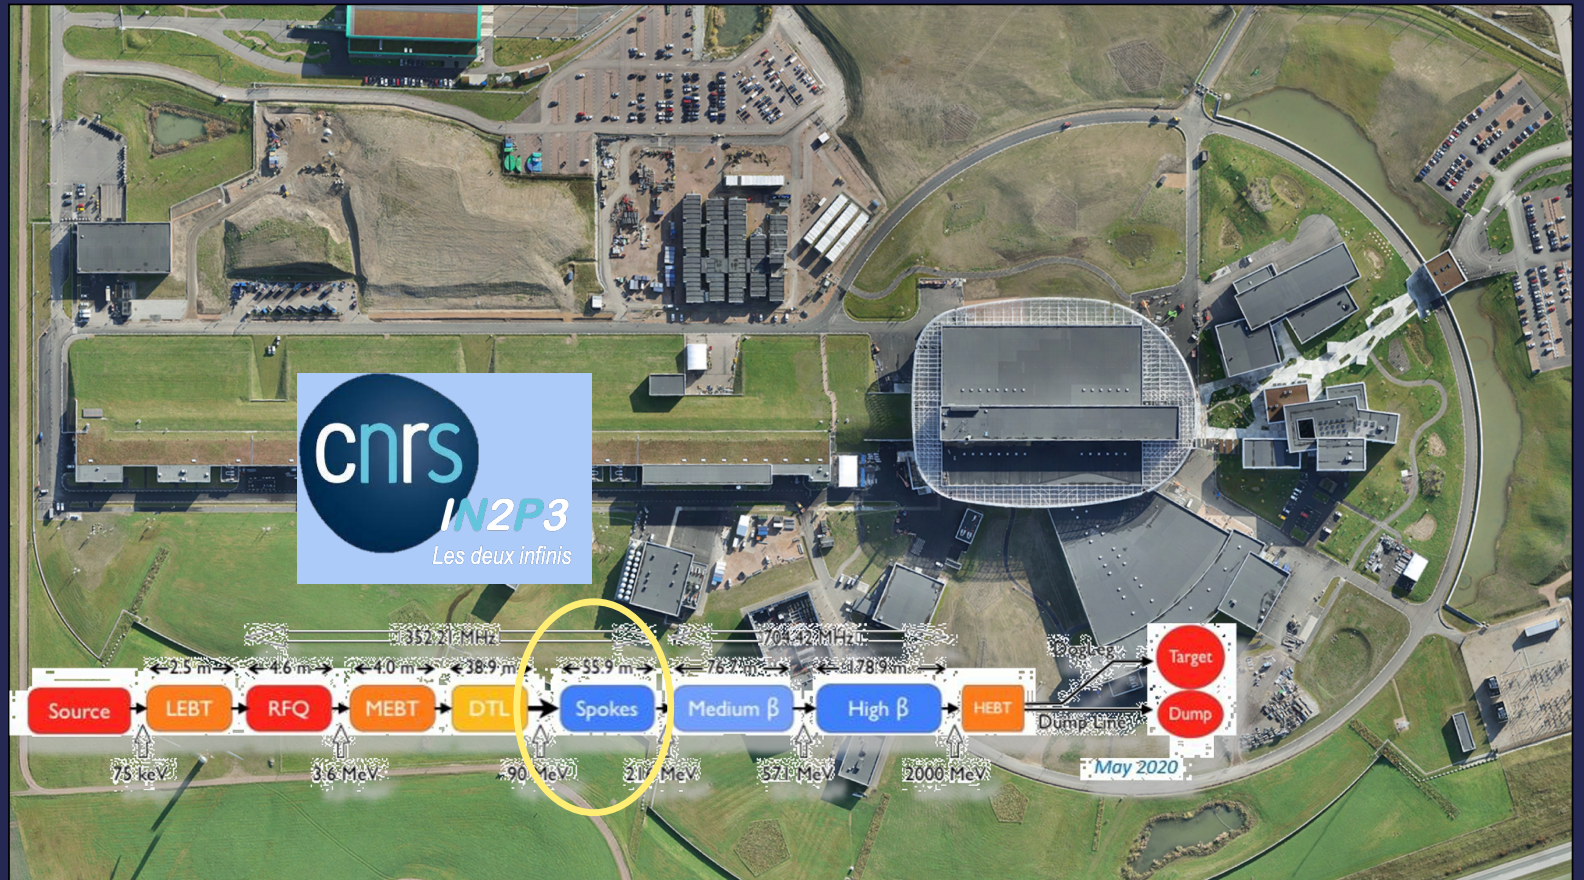 cnrs
IN2P3
Les deux infinis
352.21 MHz
704.42 MHz
2.5 m
4.6 m
4.0 m
38.9 m
55.9 m
76.7 m
178.9 m
Source
LEBT
RFQ
MEBT
DTL
Spokes
Medium β
High β
HEBT
DogLeg
Dump Line
Target
Dump
75 keV
3.6 MeV
90 MeV
MeV
571 MeV
2000 MeV
May 2020